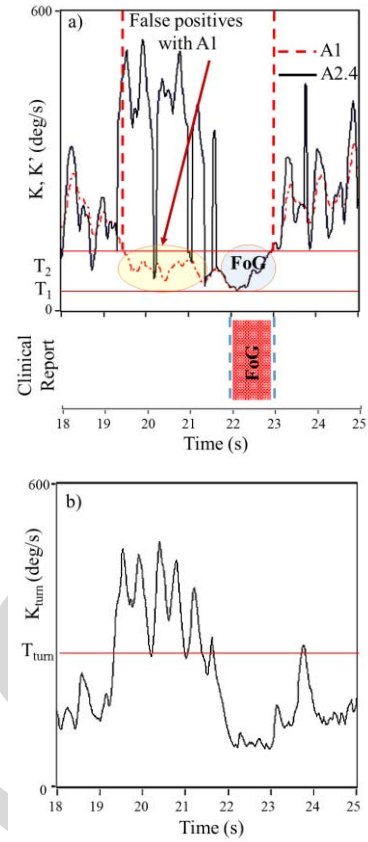 600
a)
False positives
with A1
A1
A2.4
K, K’ (deg/s)
T2
T1
0
FoG
Clinical
Report
FoG
18 19 20 21 22 23 24 25
Time (s)
600
b)
Kturn (deg/s)
Tturn
0
18 19 20 21 22 23 24 25
Time (s)